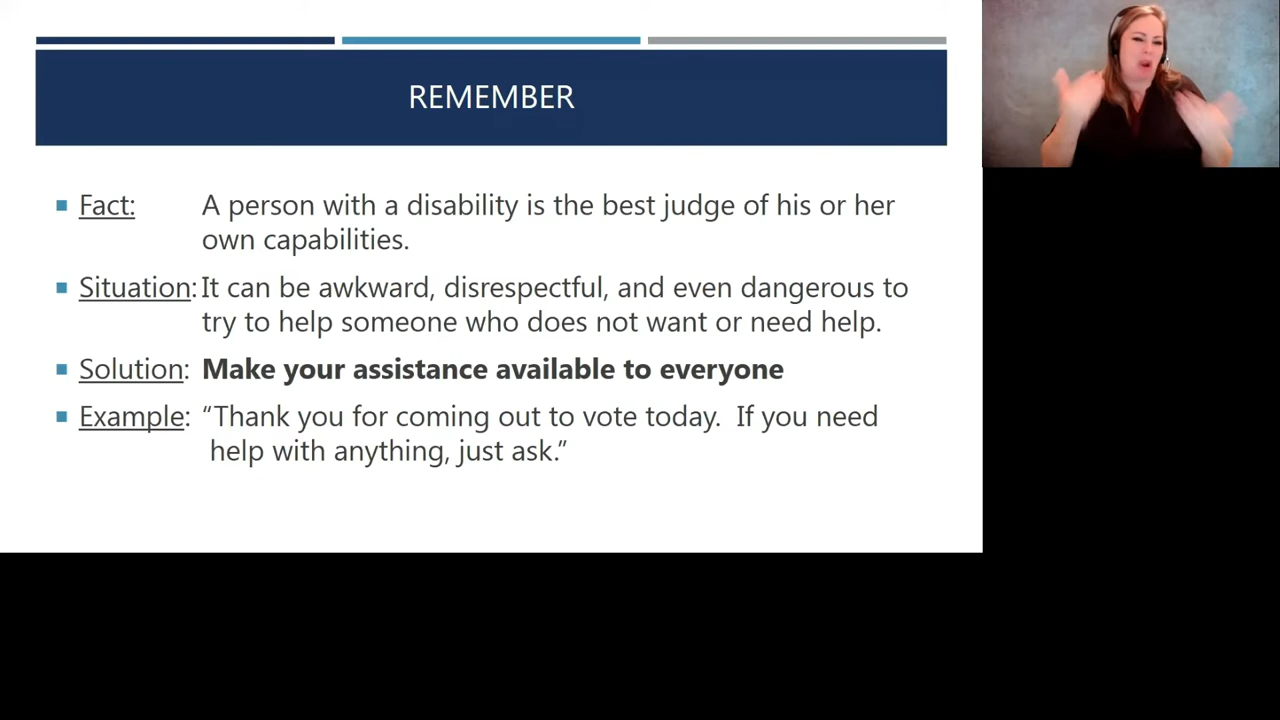 REMEMBER
Fact: A person with a disability is the best judge of his or her
own capabilities.
Situation: It can be awkward, disrespectful, and even dangerous to
try to help someone who does not want or need help.
Solution: Make your assistance available to everyone
Example: “Thank you for coming out to vote today.  If you need
help with anything, just ask.”